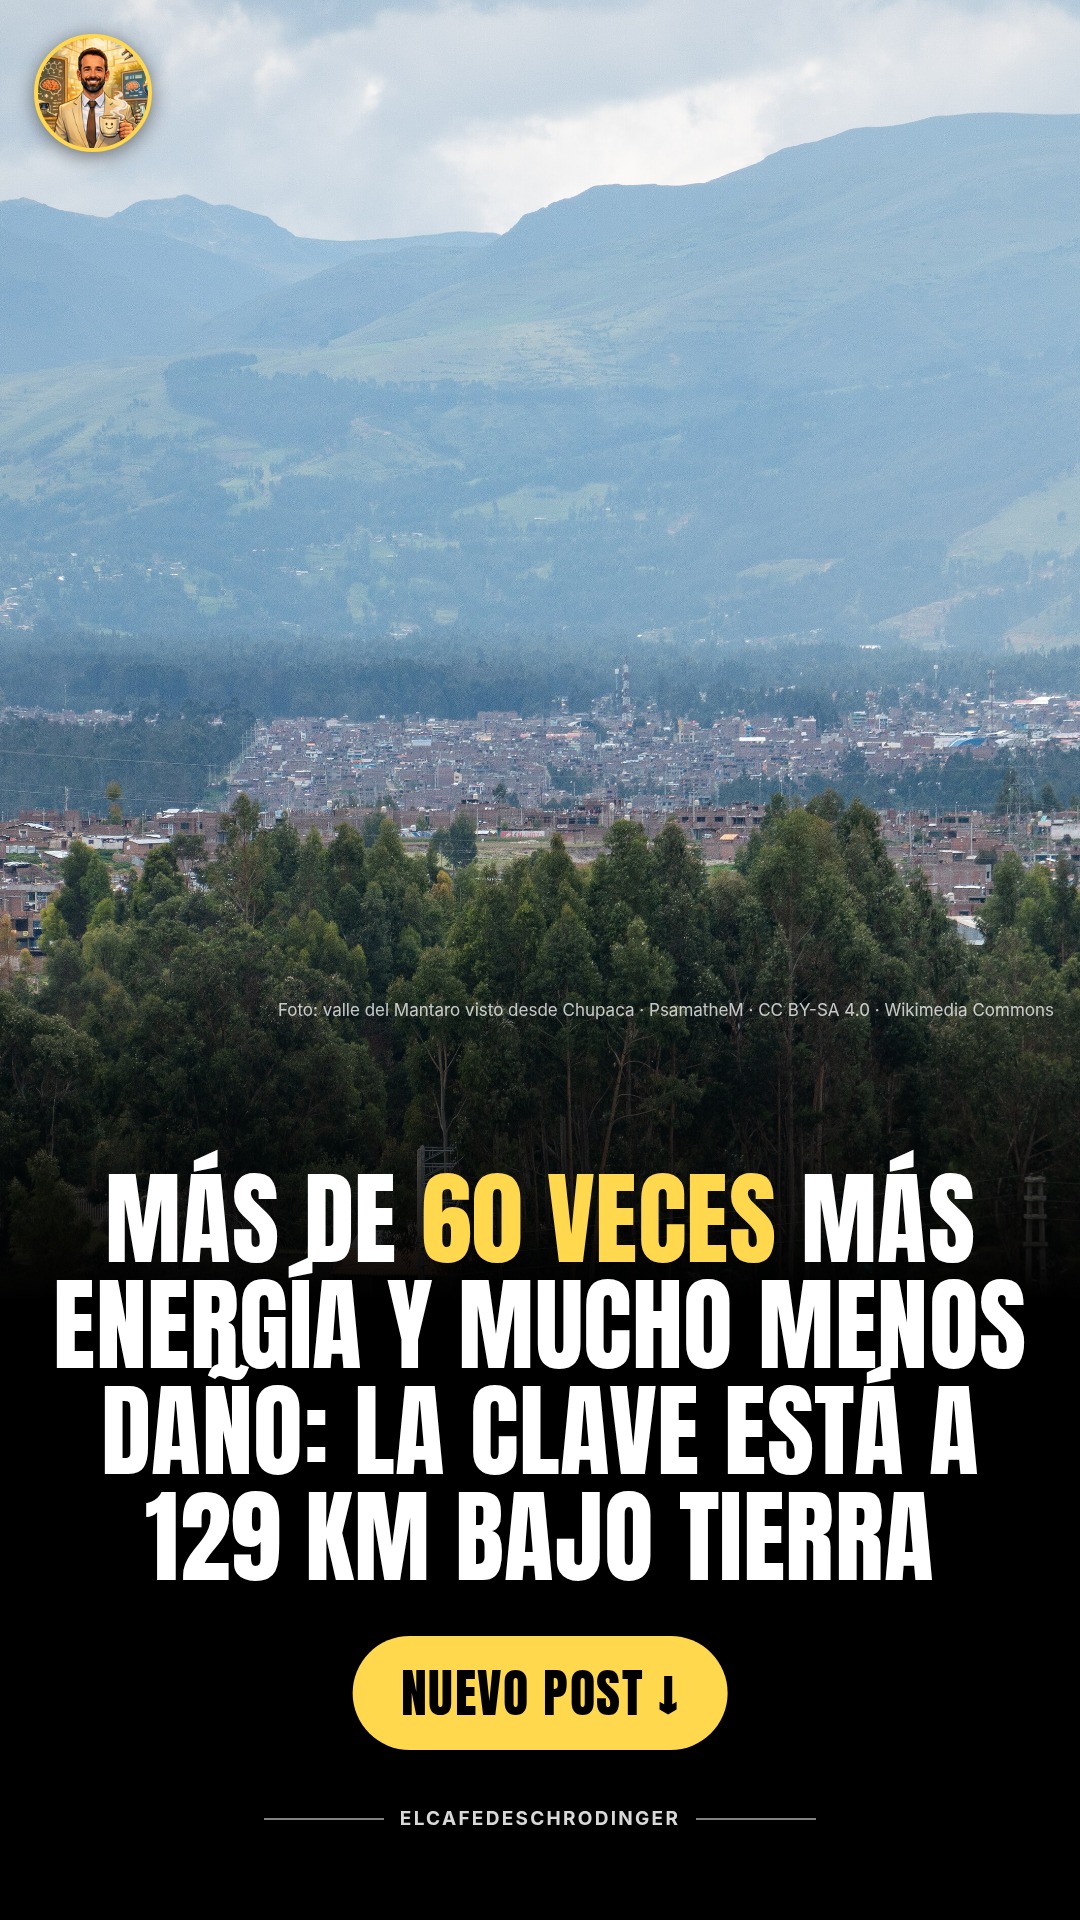 Foto: valle del Mantaro visto desde Chupaca · PsamatheM · CC BY-SA 4.0 · Wikimedia Commons
MÁS DE 60 VECES MÁS
ENERGÍA Y MUCHO MENOS
DAÑO: LA CLAVE ESTÁ A
129 KM BAJO TIERRA
NUEVO POST ↓
ELCAFEDESCHRODINGER